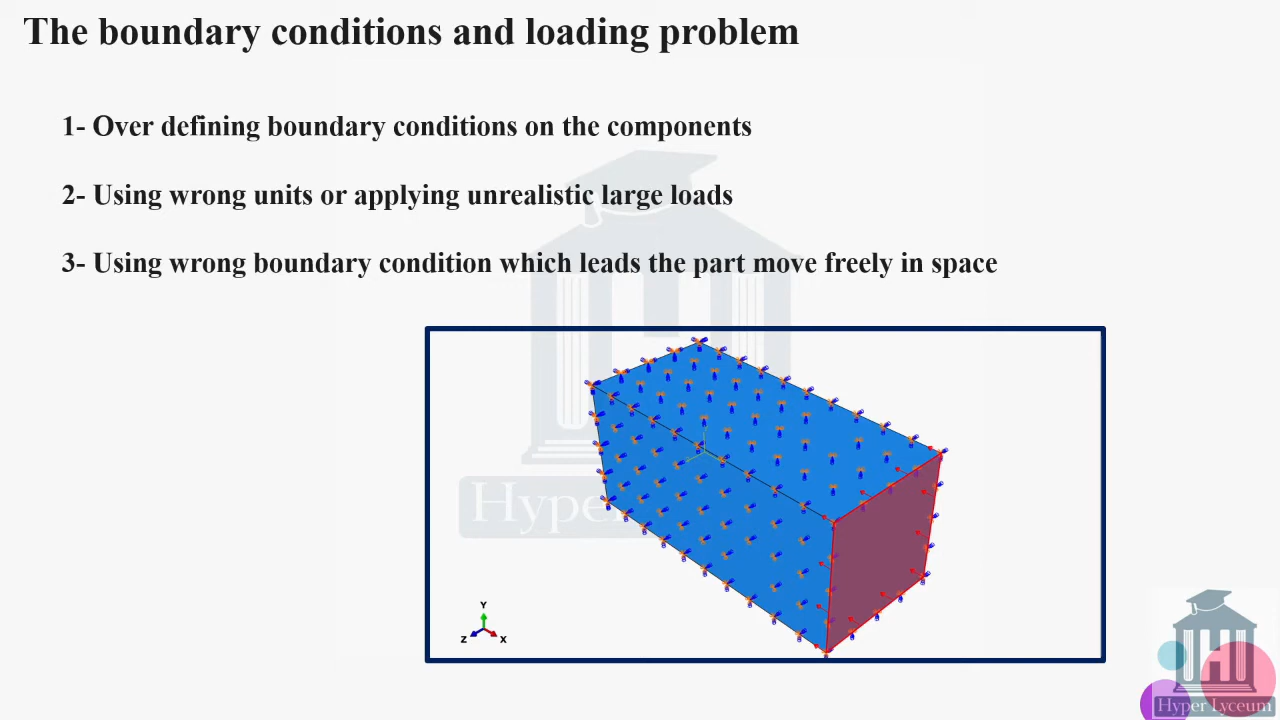 The boundary conditions and loading problem
1- Over defining boundary conditions on the components
2- Using wrong units or applying unrealistic large loads
3- Using wrong boundary condition which leads the part move freely in space
Hype
Y
Z
X
Hyper Lyceum